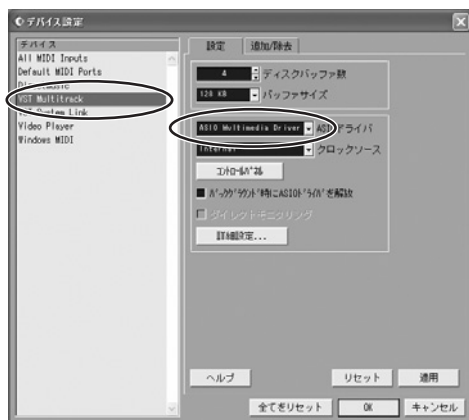 デバイス設定
デバイス
All MIDI Inputs
Default MIDI Ports
VST Multitrack
VST System Link
Video Player
Windows MIDI
設定
追加/除去
4 ディスクバッファ数
128 KB バッファサイズ
ASIO Multimedia Driver ASIOドライバ
Internal クロックソース
コントロールパネル
バックグラウンド時にASIOドライバを解放
ダイレクトモニタリング
詳細設定...
ヘルプ
リセット
適用
全てをリセット
OK
キャンセル